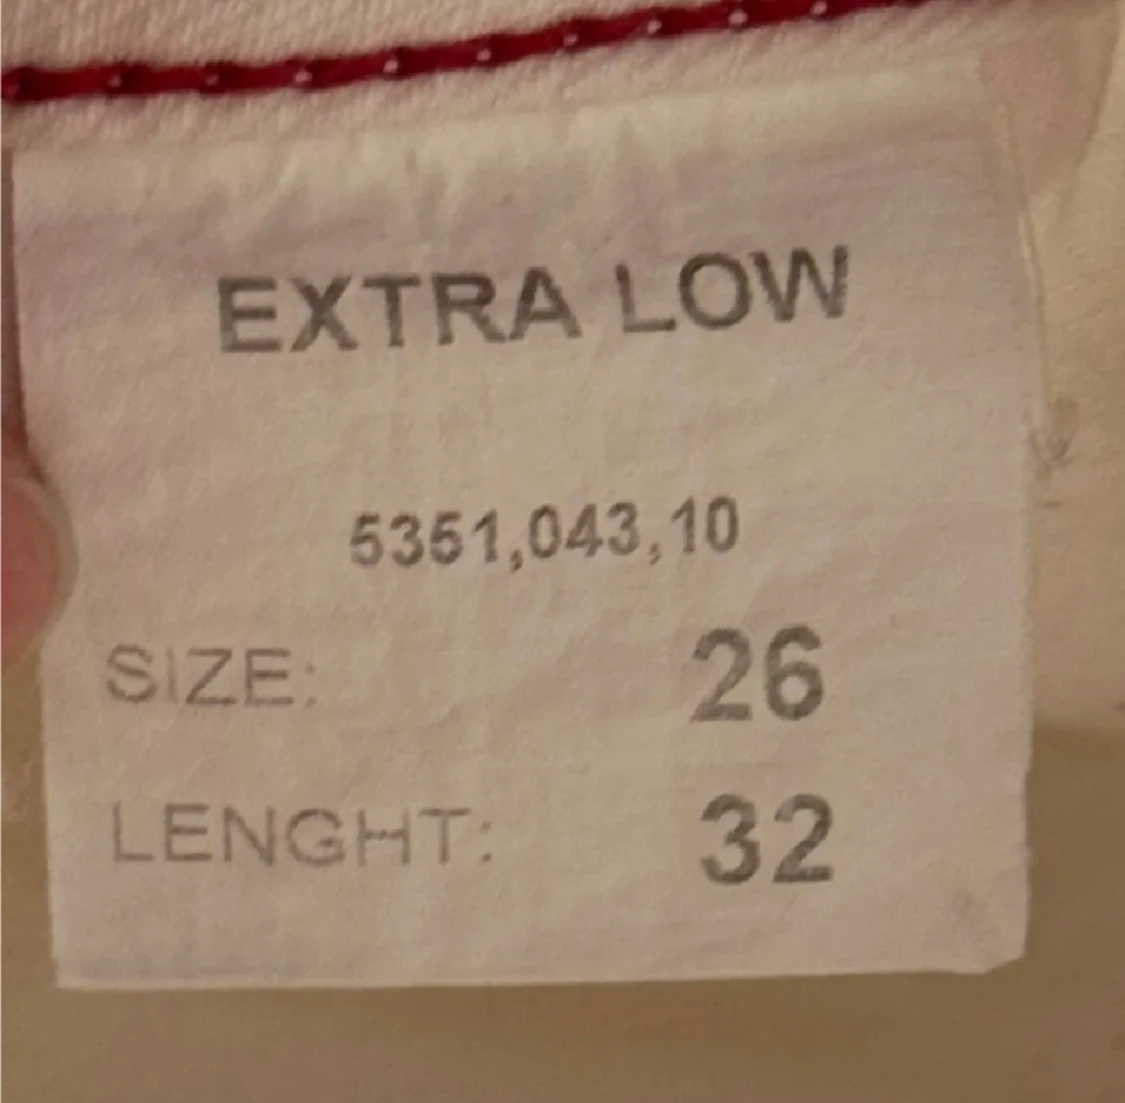 EXTRA LOW
5351,043,10
SIZE: 26
LENGHT: 32